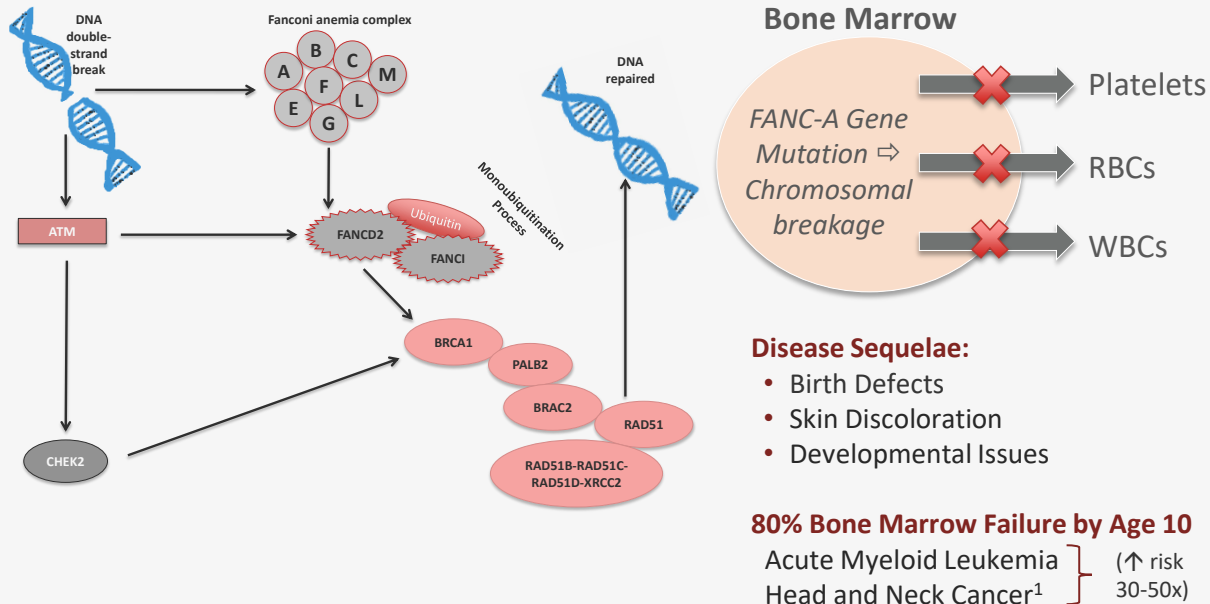 DNA
double-
strand
break
Fanconi anemia complex
A
B
C
M
E
F
L
G
DNA
repaired
ATM
FANCD2
Ubiquitin
FANCI
Monoubiquitination
Process
BRCA1
PALB2
BRAC2
RAD51
RAD51B-RAD51C-
RAD51D-XRCC2
CHEK2
Bone Marrow
FANC-A Gene
Mutation ⇨
Chromosomal
breakage
Platelets
RBCs
WBCs
Disease Sequelae:
• Birth Defects
• Skin Discoloration
• Developmental Issues
80% Bone Marrow Failure by Age 10
Acute Myeloid Leukemia
Head and Neck Cancer¹
(↑ risk
30-50x)